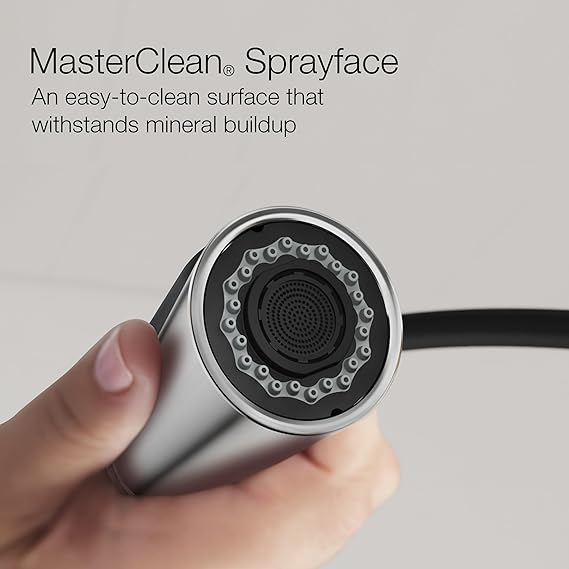 MasterClean® Sprayface
An easy-to-clean surface that
withstands mineral buildup